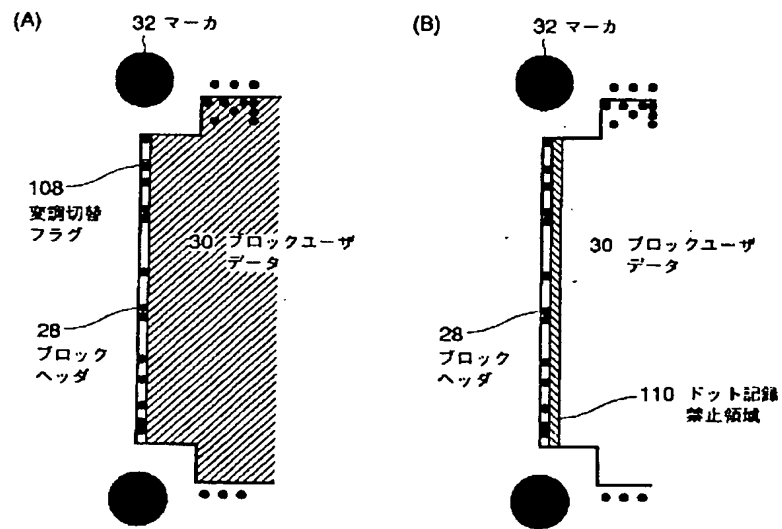 (A)
32 マーカ
108
変調切替
フラグ
30 ブロックユーザ
データ
28
ブロック
ヘッダ
(B)
32 マーカ
30 ブロックユーザ
データ
28
ブロック
ヘッダ
110 ドット記録
禁止領域